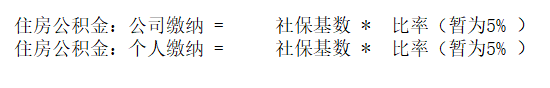 住房公积金：公司缴纳 =     社保基数 *  比率（暂为5% ）
住房公积金：个人缴纳 =     社保基数 *  比率（暂为5% ）